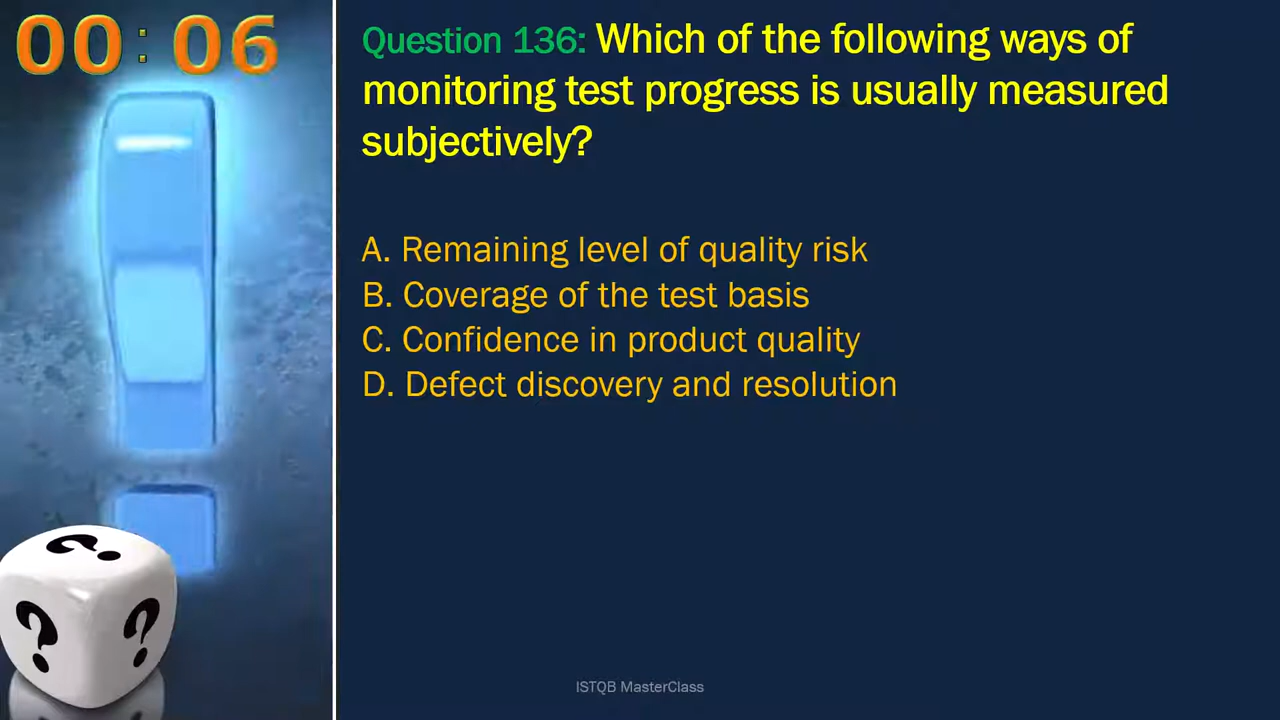 00:06
Question 136: Which of the following ways of
monitoring test progress is usually measured
subjectively?
A. Remaining level of quality risk
B. Coverage of the test basis
C. Confidence in product quality
D. Defect discovery and resolution
? ? ?
ISTQB MasterClass